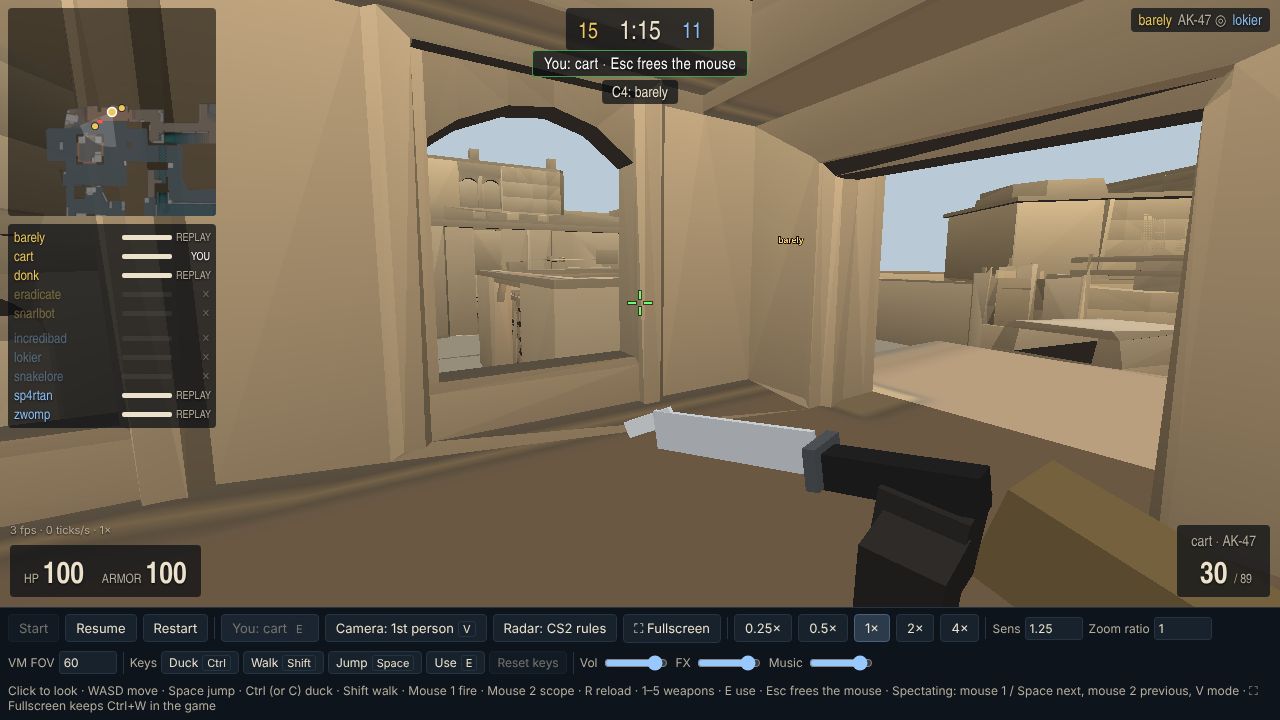 15 1:15 11
You: cart · Esc frees the mouse
C4: barely
barely AK-47 ◎ lokier
barely REPLAY
cart YOU
donk REPLAY
eradicate ×
snarlbot ×
incredibad ×
lokier ×
snakelore ×
sp4rtan REPLAY
zwomp REPLAY
barely
3 fps · 0 ticks/s · 1×
HP 100 ARMOR 100
cart · AK-47
30 / 89
Start Resume Restart You: cart E Camera: 1st person V Radar: CS2 rules ⛶ Fullscreen 0.25× 0.5× 1× 2× 4× Sens 1.25 Zoom ratio 1
VM FOV 60 Keys Duck Ctrl Walk Shift Jump Space Use E Reset keys Vol FX Music
Click to look · WASD move · Space jump · Ctrl (or C) duck · Shift walk · Mouse 1 fire · Mouse 2 scope · R reload · 1–5 weapons · E use · Esc frees the mouse · Spectating: mouse 1 / Space next, mouse 2 previous, V mode · ⛶
Fullscreen keeps Ctrl+W in the game